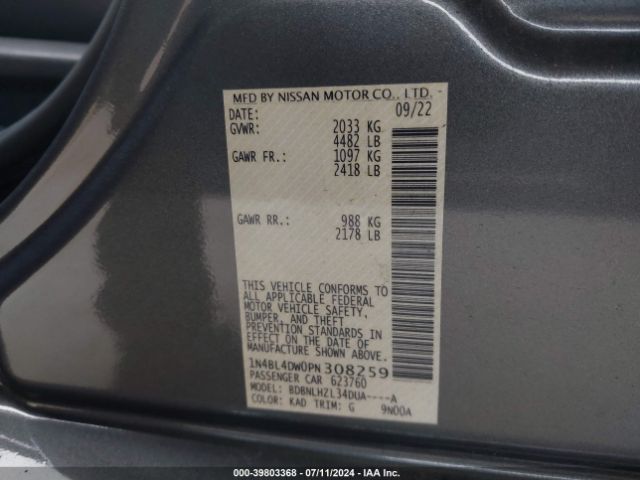 MFD BY NISSAN MOTOR CO., LTD.
DATE: 09/22
GVWR: 2033 KG
4482 LB
GAWR FR.: 1097 KG
2418 LB
GAWR RR.: 988 KG
2178 LB
THIS VEHICLE CONFORMS TO
ALL APPLICABLE FEDERAL
MOTOR VEHICLE SAFETY,
BUMPER, AND THEFT
PREVENTION STANDARDS IN
EFFECT ON THE DATE OF
MANUFACTURE SHOWN ABOVE.
1N4BL4DW0PN308259
PASSENGER CAR 623760
MODEL: BDBNLHZL34DUA----A
COLOR: KAD TRIM: G 9N00A
000-39803368 - 07/11/2024 - IAA Inc.